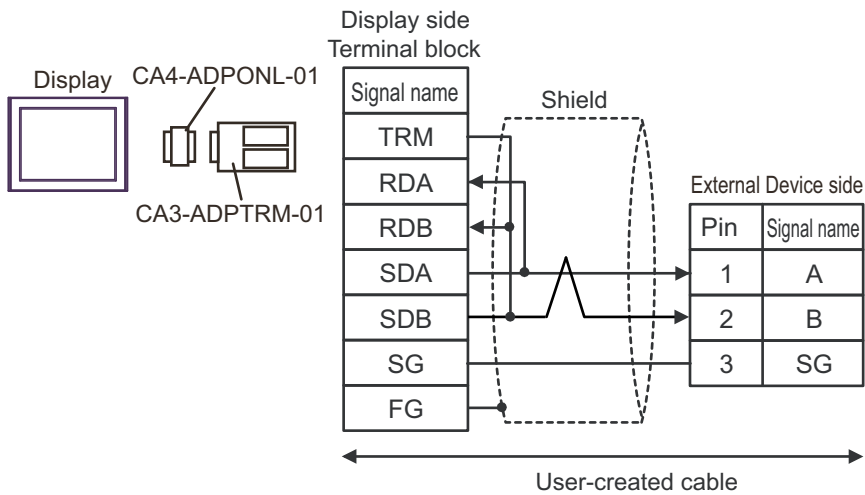 Display side
Terminal block
Display
CA4-ADPONL-01
CA3-ADPTRM-01
Signal name
TRM
RDA
RDB
SDA
SDB
SG
FG
Shield
External Device side
Pin Signal name
1 A
2 B
3 SG
User-created cable